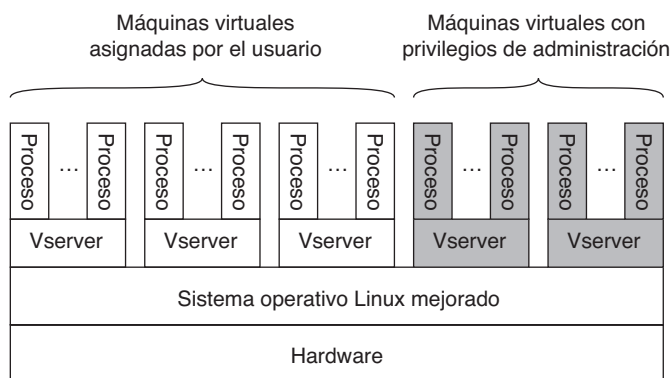 Máquinas virtuales
asignadas por el usuario
Máquinas virtuales con
privilegios de administración
Proceso ... Proceso Proceso ... Proceso Proceso ... Proceso Proceso ... Proceso Proceso ... Proceso
Vserver Vserver Vserver Vserver Vserver
Sistema operativo Linux mejorado
Hardware